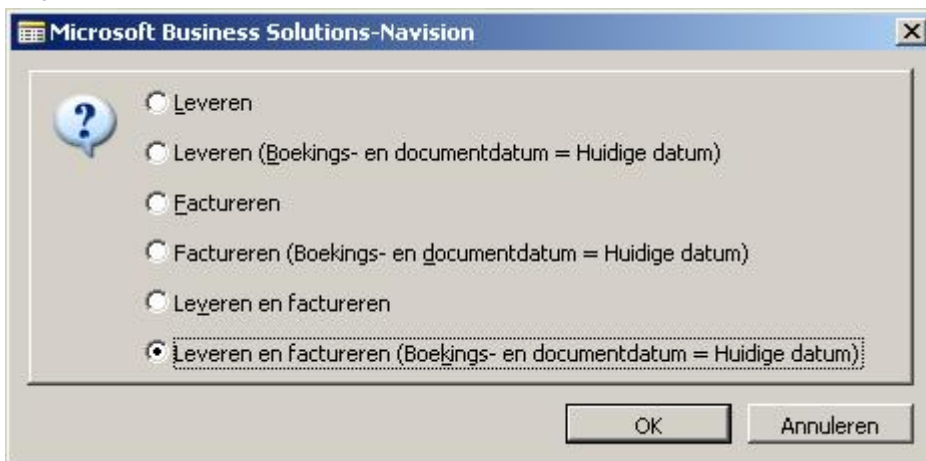 Microsoft Business Solutions-Navision
?
Leveren
Leveren (Boekings- en documentdatum = Huidige datum)
Factureren
Factureren (Boekings- en documentdatum = Huidige datum)
Leveren en factureren
Leveren en factureren (Boekings- en documentdatum = Huidige datum)
OK Annuleren